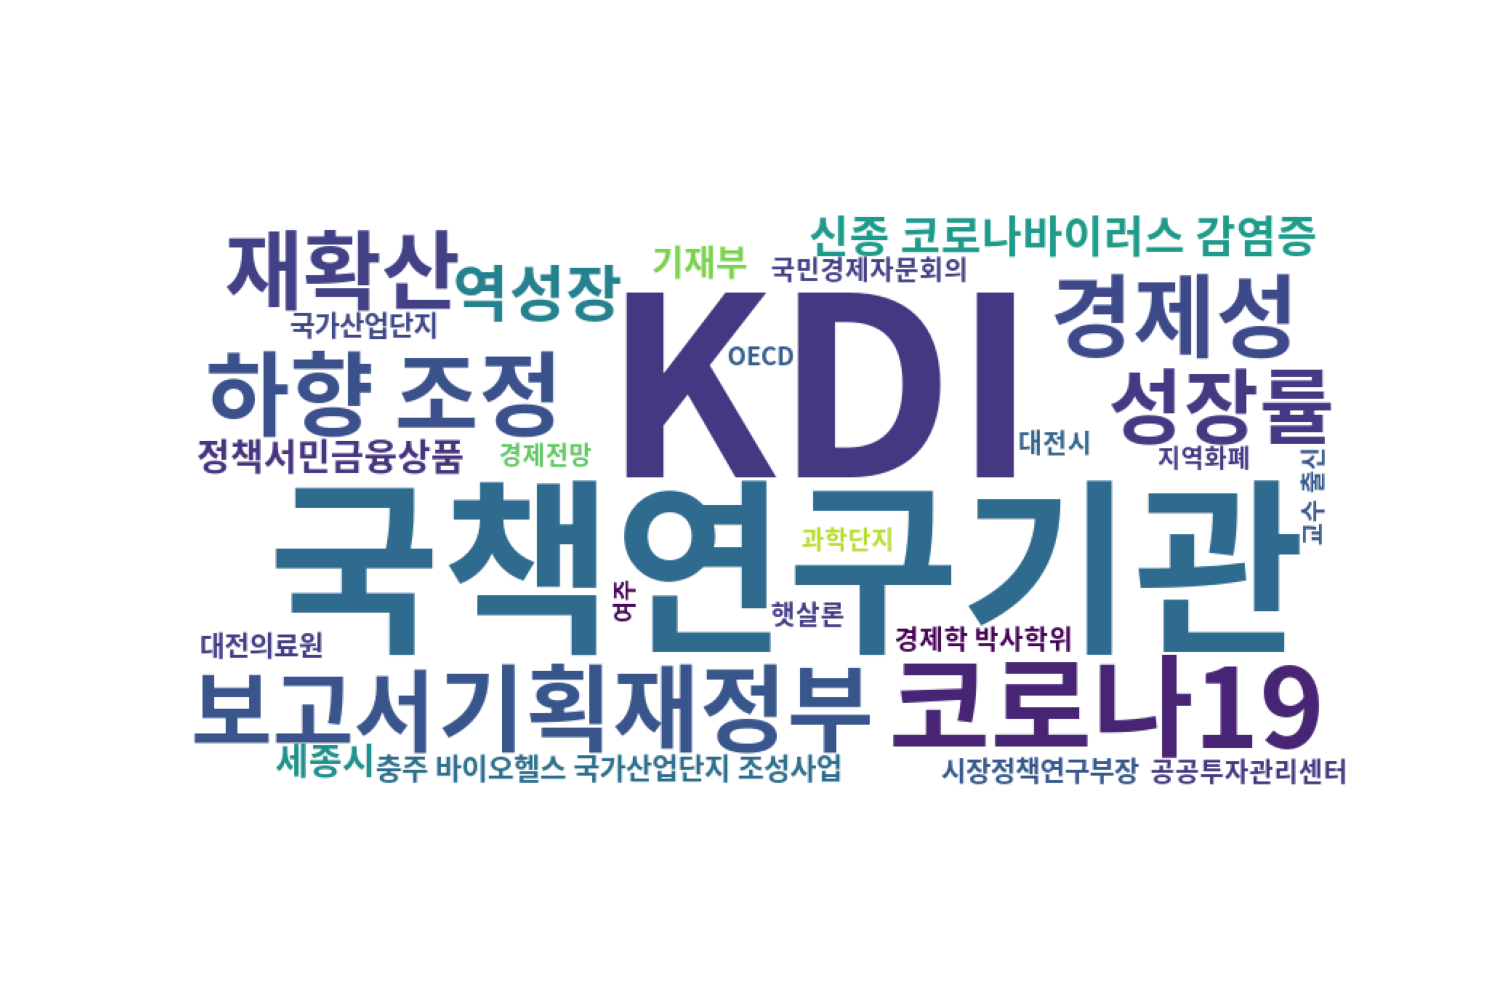 신종 코로나바이러스 감염증
재확산
기재부
국민경제자문회의
역성장
경제성
국가산업단지
KDI
OECD
하향 조정
성장률
정책서민금융상품
경제전망
대전시
지역화폐
교수 출신
국책연구기관
과학단지
여주
햇살론
대전의료원
경제학 박사학위
보고서
기획재정부
코로나19
세종시
충주 바이오헬스 국가산업단지 조성사업
시장정책연구부장
공공투자관리센터